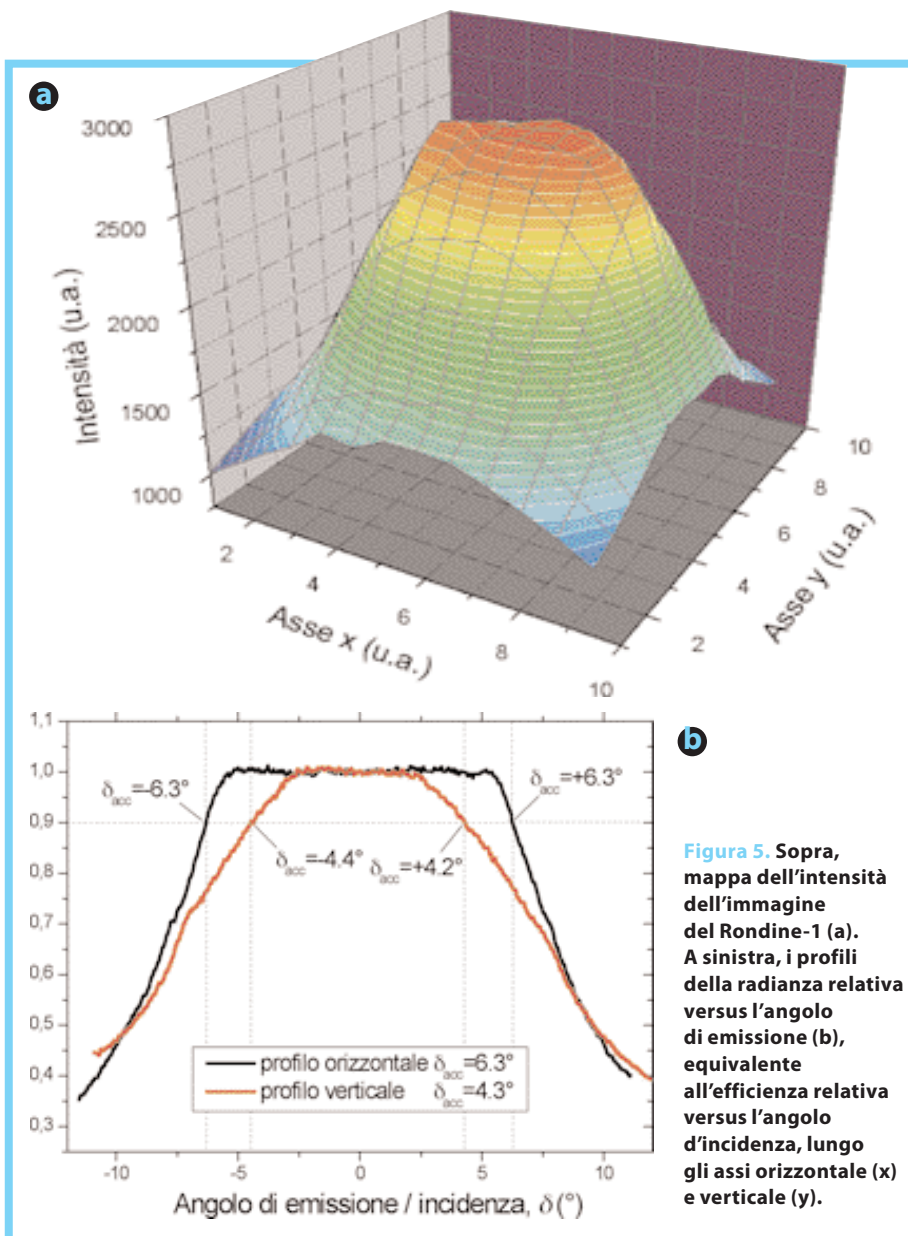 a
3000
2500
2000
1500
1000
Intensità (u.a.)
2
4
6
8
10
Asse x (u.a.)
2
4
6
8
10
Asse y (u.a.)
b
1,1
1,0
0,9
0,8
0,7
0,6
0,5
0,4
0,3
δacc=-6.3°
δacc=+6.3°
δacc=-4.4°
δacc=+4.2°
profilo orizzontale δacc=6.3°
profilo verticale δacc=4.3°
-10
-5
0
5
10
Angolo di emissione / incidenza, δ(°)
Figura 5. Sopra,
mappa dell'intensità
dell'immagine
del Rondine-1 (a).
A sinistra, i profili
della radianza relativa
versus l'angolo
di emissione (b),
equivalente
all'efficienza relativa
versus l'angolo
d'incidenza, lungo
gli assi orizzontale (x)
e verticale (y).